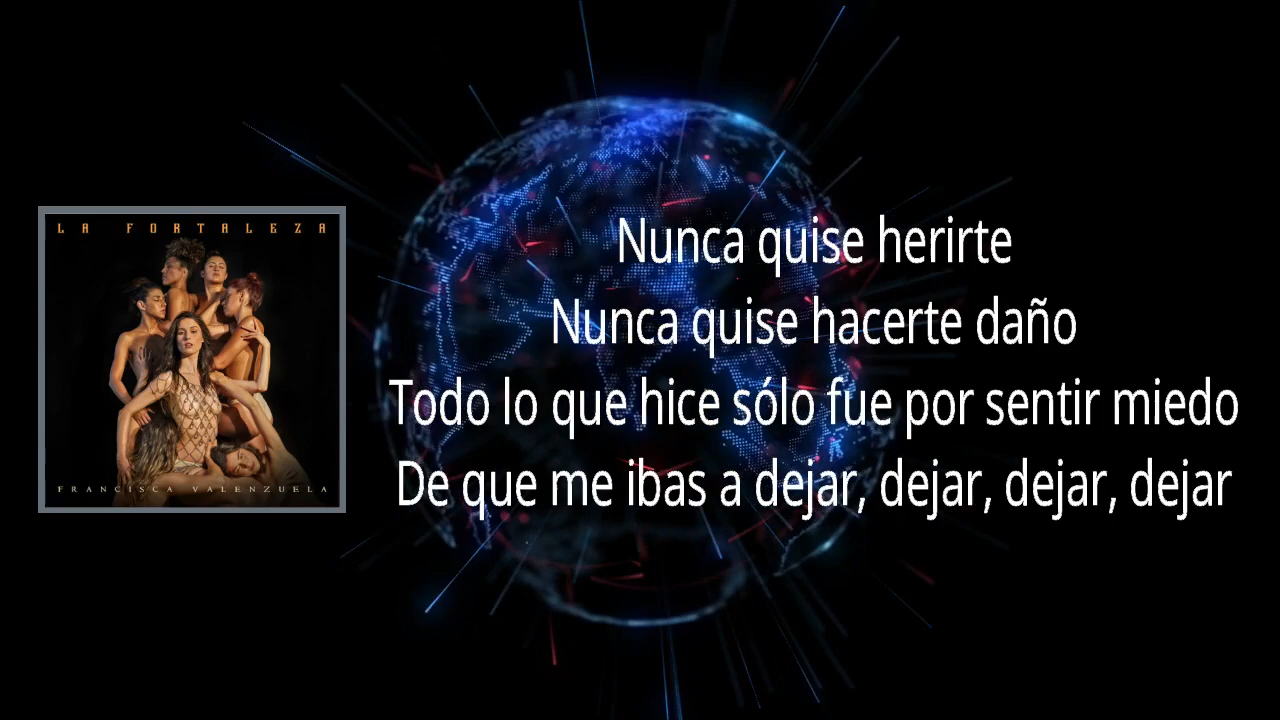 LA FORTALEZA
FRANCISCA VALENZUELA
Nunca quise herirte
Nunca quise hacerte daño
Todo lo que hice sólo fue por sentir miedo
De que me ibas a dejar, dejar, dejar, dejar